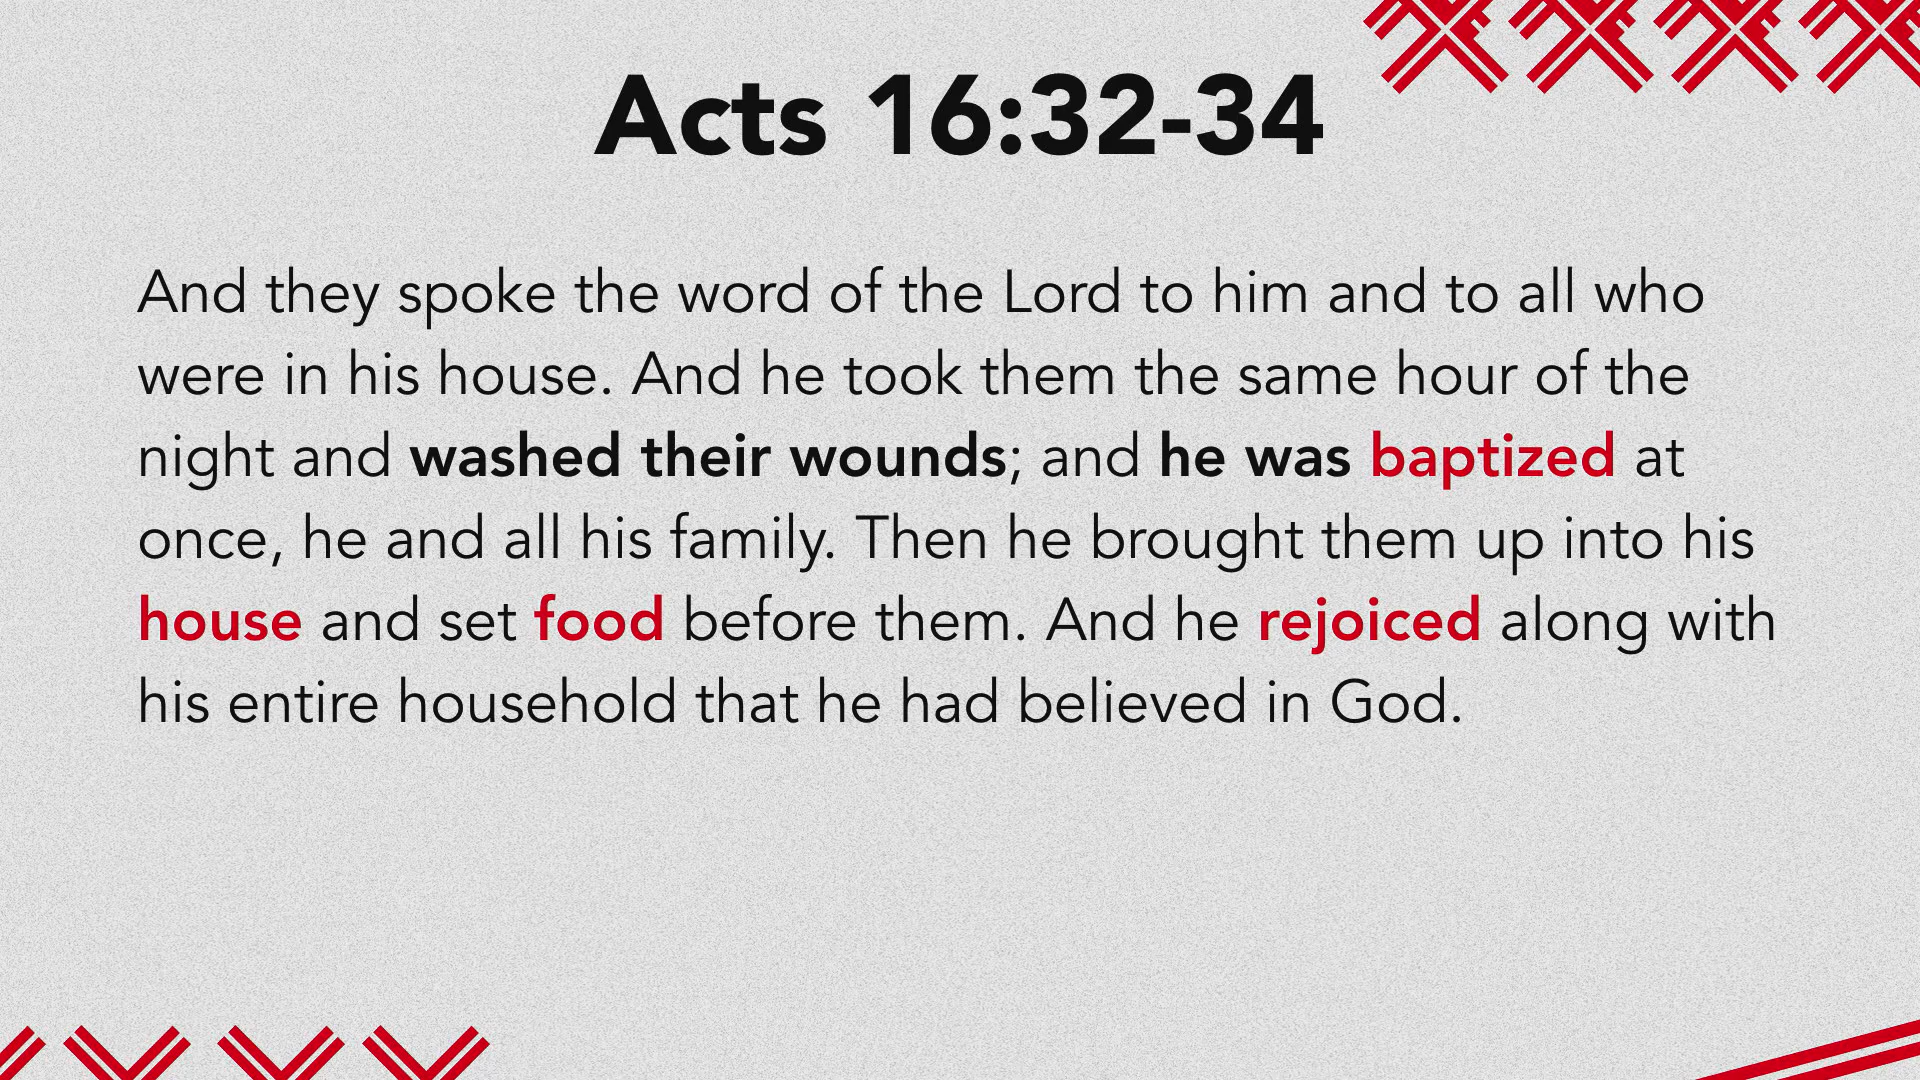 Acts 16:32-34
And they spoke the word of the Lord to him and to all who
were in his house. And he took them the same hour of the
night and washed their wounds; and he was baptized at
once, he and all his family. Then he brought them up into his
house and set food before them. And he rejoiced along with
his entire household that he had believed in God.